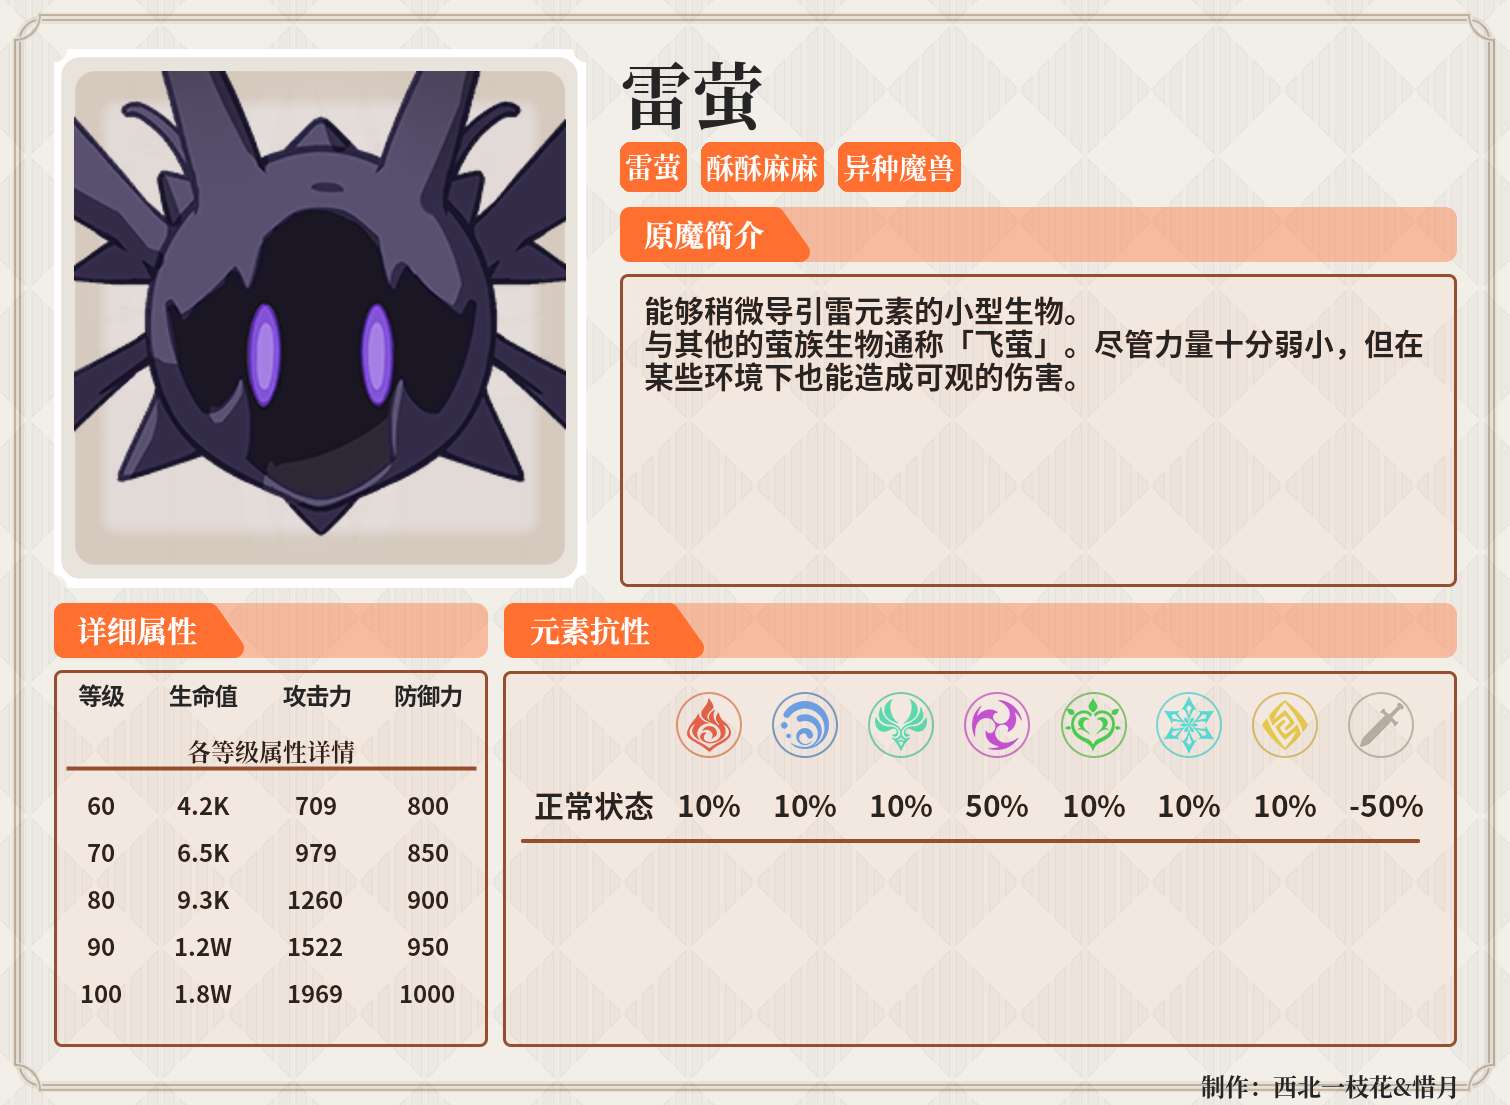 雷萤
雷萤 酥酥麻麻 异种魔兽
原魔简介
能够稍微导引雷元素的小型生物。
与其他的萤族生物通称「飞萤」。尽管力量十分弱小，但在
某些环境下也能造成可观的伤害。
详细属性
等级 生命值 攻击力 防御力
各等级属性详情
60 4.2K 709 800
70 6.5K 979 850
80 9.3K 1260 900
90 1.2W 1522 950
100 1.8W 1969 1000
元素抗性
正常状态 10% 10% 10% 50% 10% 10% 10% -50%
制作：西北一枝花&惜月